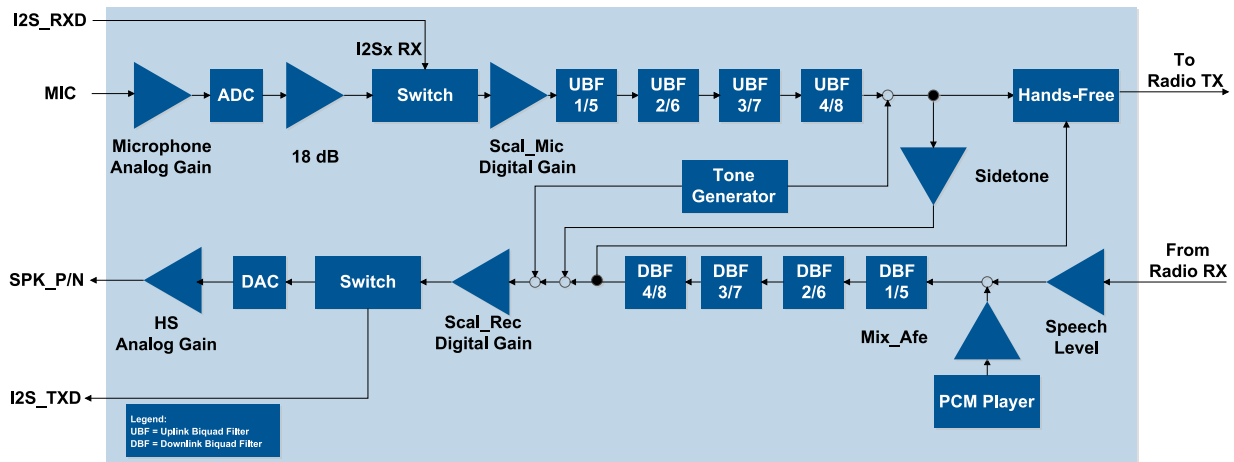 I2S_RXD
I2Sx RX
MIC
ADC
Switch
UBF
1/5
UBF
2/6
UBF
3/7
UBF
4/8
Hands-Free
To
Radio TX
Microphone
Analog Gain
18 dB
Scal_Mic
Digital Gain
Tone
Generator
Sidetone
SPK_P/N
HS
Analog Gain
DAC
Switch
Scal_Rec
Digital Gain
DBF
4/8
DBF
3/7
DBF
2/6
DBF
1/5
Mix_Afe
Speech
Level
From
Radio RX
PCM Player
I2S_TXD
Legend:
UBF = Uplink Biquad Filter
DBF = Downlink Biquad Filter